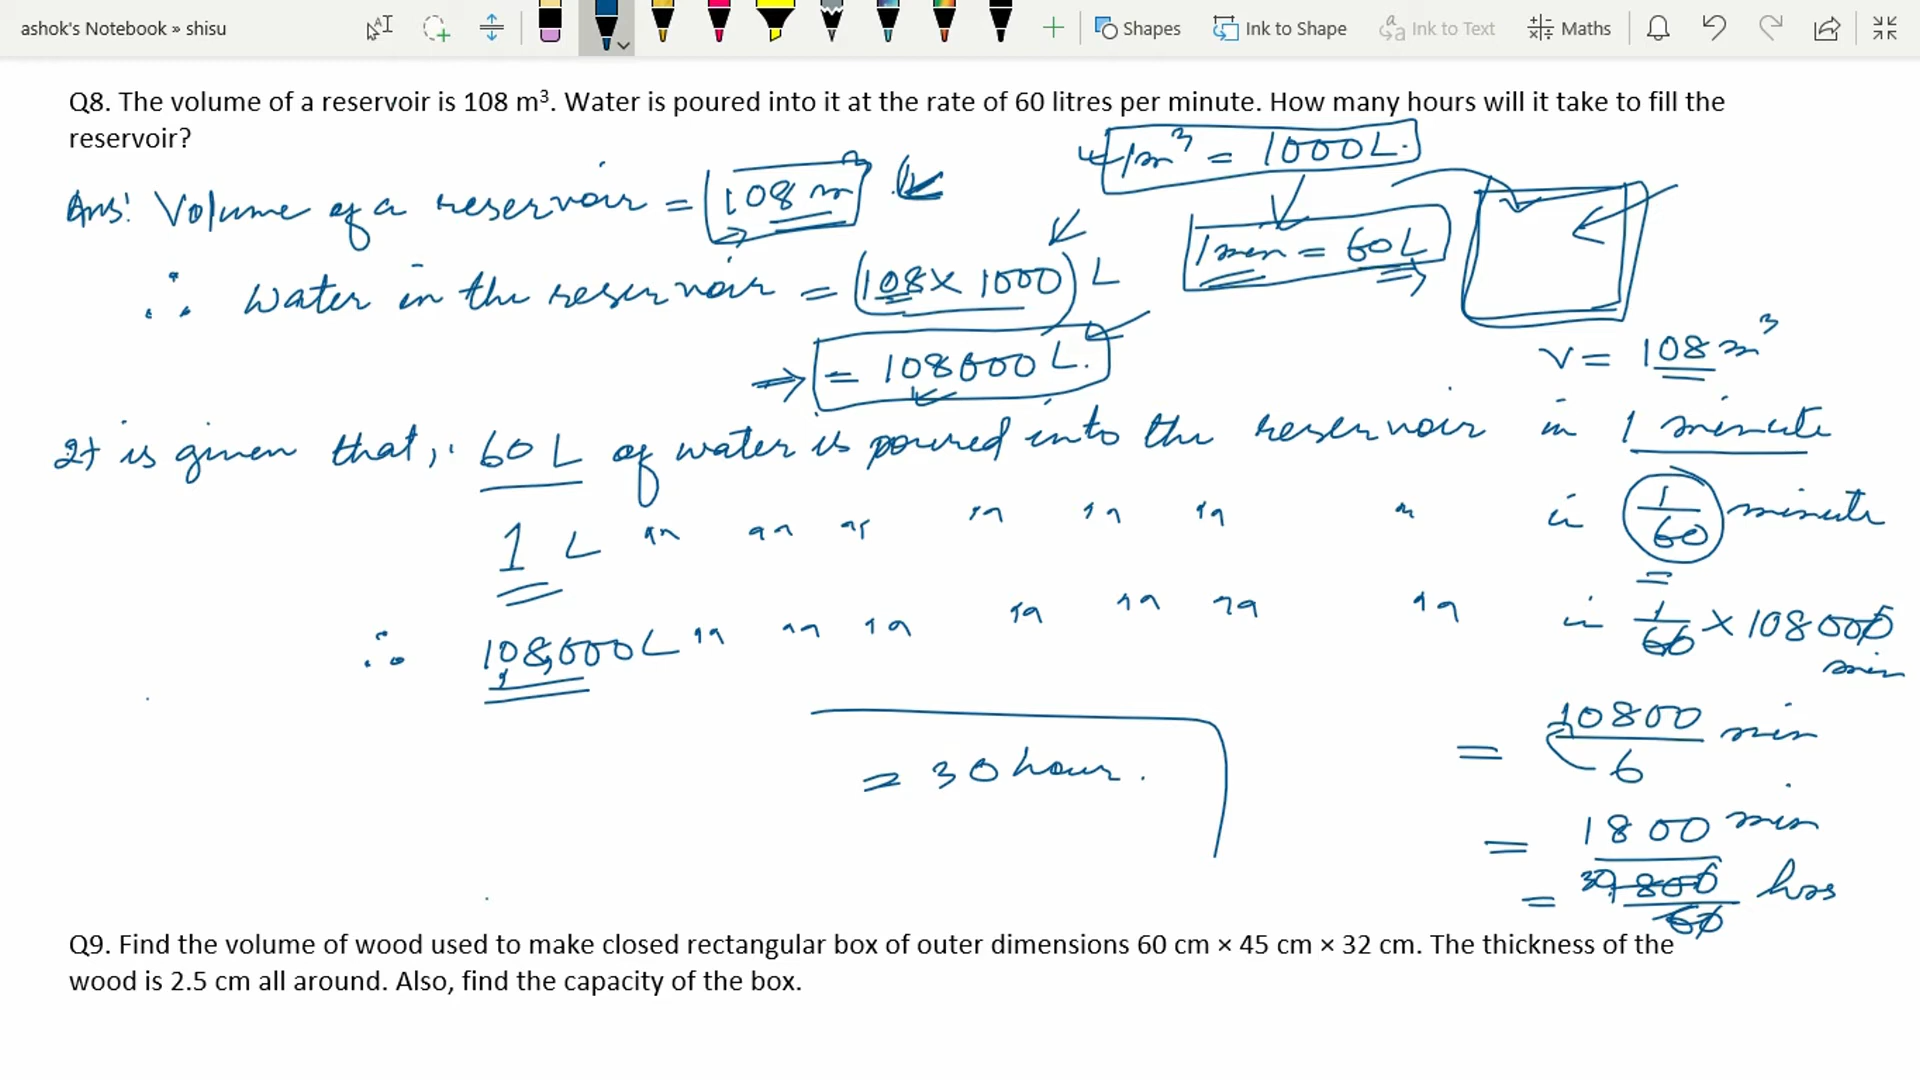 ashok's Notebook » shisu
Shapes Ink to Shape Ink to Text Maths
Q8. The volume of a reservoir is 108 m³. Water is poured into it at the rate of 60 litres per minute. How many hours will it take to fill the
reservoir?
1m³ = 1000L.
Ans: Volume of a reservoir = 108 m³
1 min = 60L
∴ Water in the reservoir = (108 × 1000) L
= 108000 L.
V = 108 m³
It is given that, 60 L of water is poured into the reservoir in 1 minute
1 L " " " " " " " in 1/60 minute
∴ 108,000L " " " " " " " in 1/60 × 108000 min
= 10800/6 min
= 30 hour.
= 1800 min
= 1800/60 hrs
30
Q9. Find the volume of wood used to make closed rectangular box of outer dimensions 60 cm × 45 cm × 32 cm. The thickness of the
wood is 2.5 cm all around. Also, find the capacity of the box.